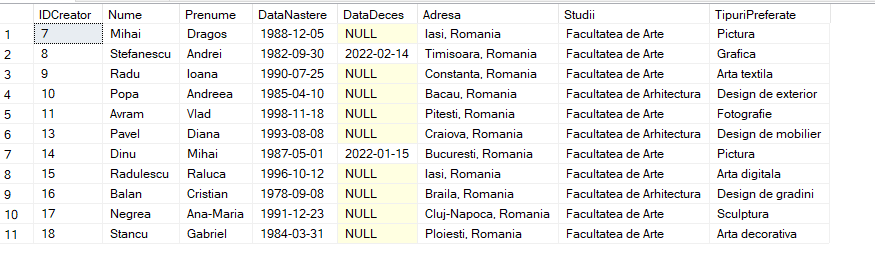 IDCreator Nume Prenume DataNastere DataDeces Adresa Studii TipuriPreferate
1 7 Mihai Dragos 1988-12-05 NULL Iasi, Romania Facultatea de Arte Pictura
2 8 Stefanescu Andrei 1982-09-30 2022-02-14 Timisoara, Romania Facultatea de Arte Grafica
3 9 Radu Ioana 1990-07-25 NULL Constanta, Romania Facultatea de Arte Arta textila
4 10 Popa Andreea 1985-04-10 NULL Bacau, Romania Facultatea de Arhitectura Design de exterior
5 11 Avram Vlad 1998-11-18 NULL Pitesti, Romania Facultatea de Arte Fotografie
6 13 Pavel Diana 1993-08-08 NULL Craiova, Romania Facultatea de Arhitectura Design de mobilier
7 14 Dinu Mihai 1987-05-01 2022-01-15 Bucuresti, Romania Facultatea de Arte Pictura
8 15 Radulescu Raluca 1996-10-12 NULL Iasi, Romania Facultatea de Arte Arta digitala
9 16 Balan Cristian 1978-09-08 NULL Braila, Romania Facultatea de Arhitectura Design de gradini
10 17 Negrea Ana-Maria 1991-12-23 NULL Cluj-Napoca, Romania Facultatea de Arte Sculptura
11 18 Stancu Gabriel 1984-03-31 NULL Ploiesti, Romania Facultatea de Arte Arta decorativa